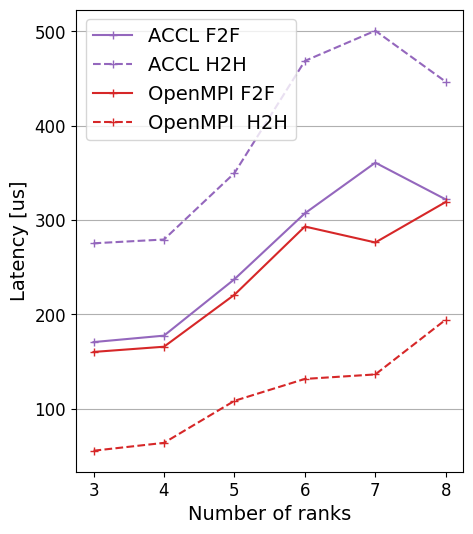 ACCL F2F
ACCL H2H
OpenMPI F2F
OpenMPI  H2H
Latency [us]
500
400
300
200
100
3 4 5 6 7 8
Number of ranks